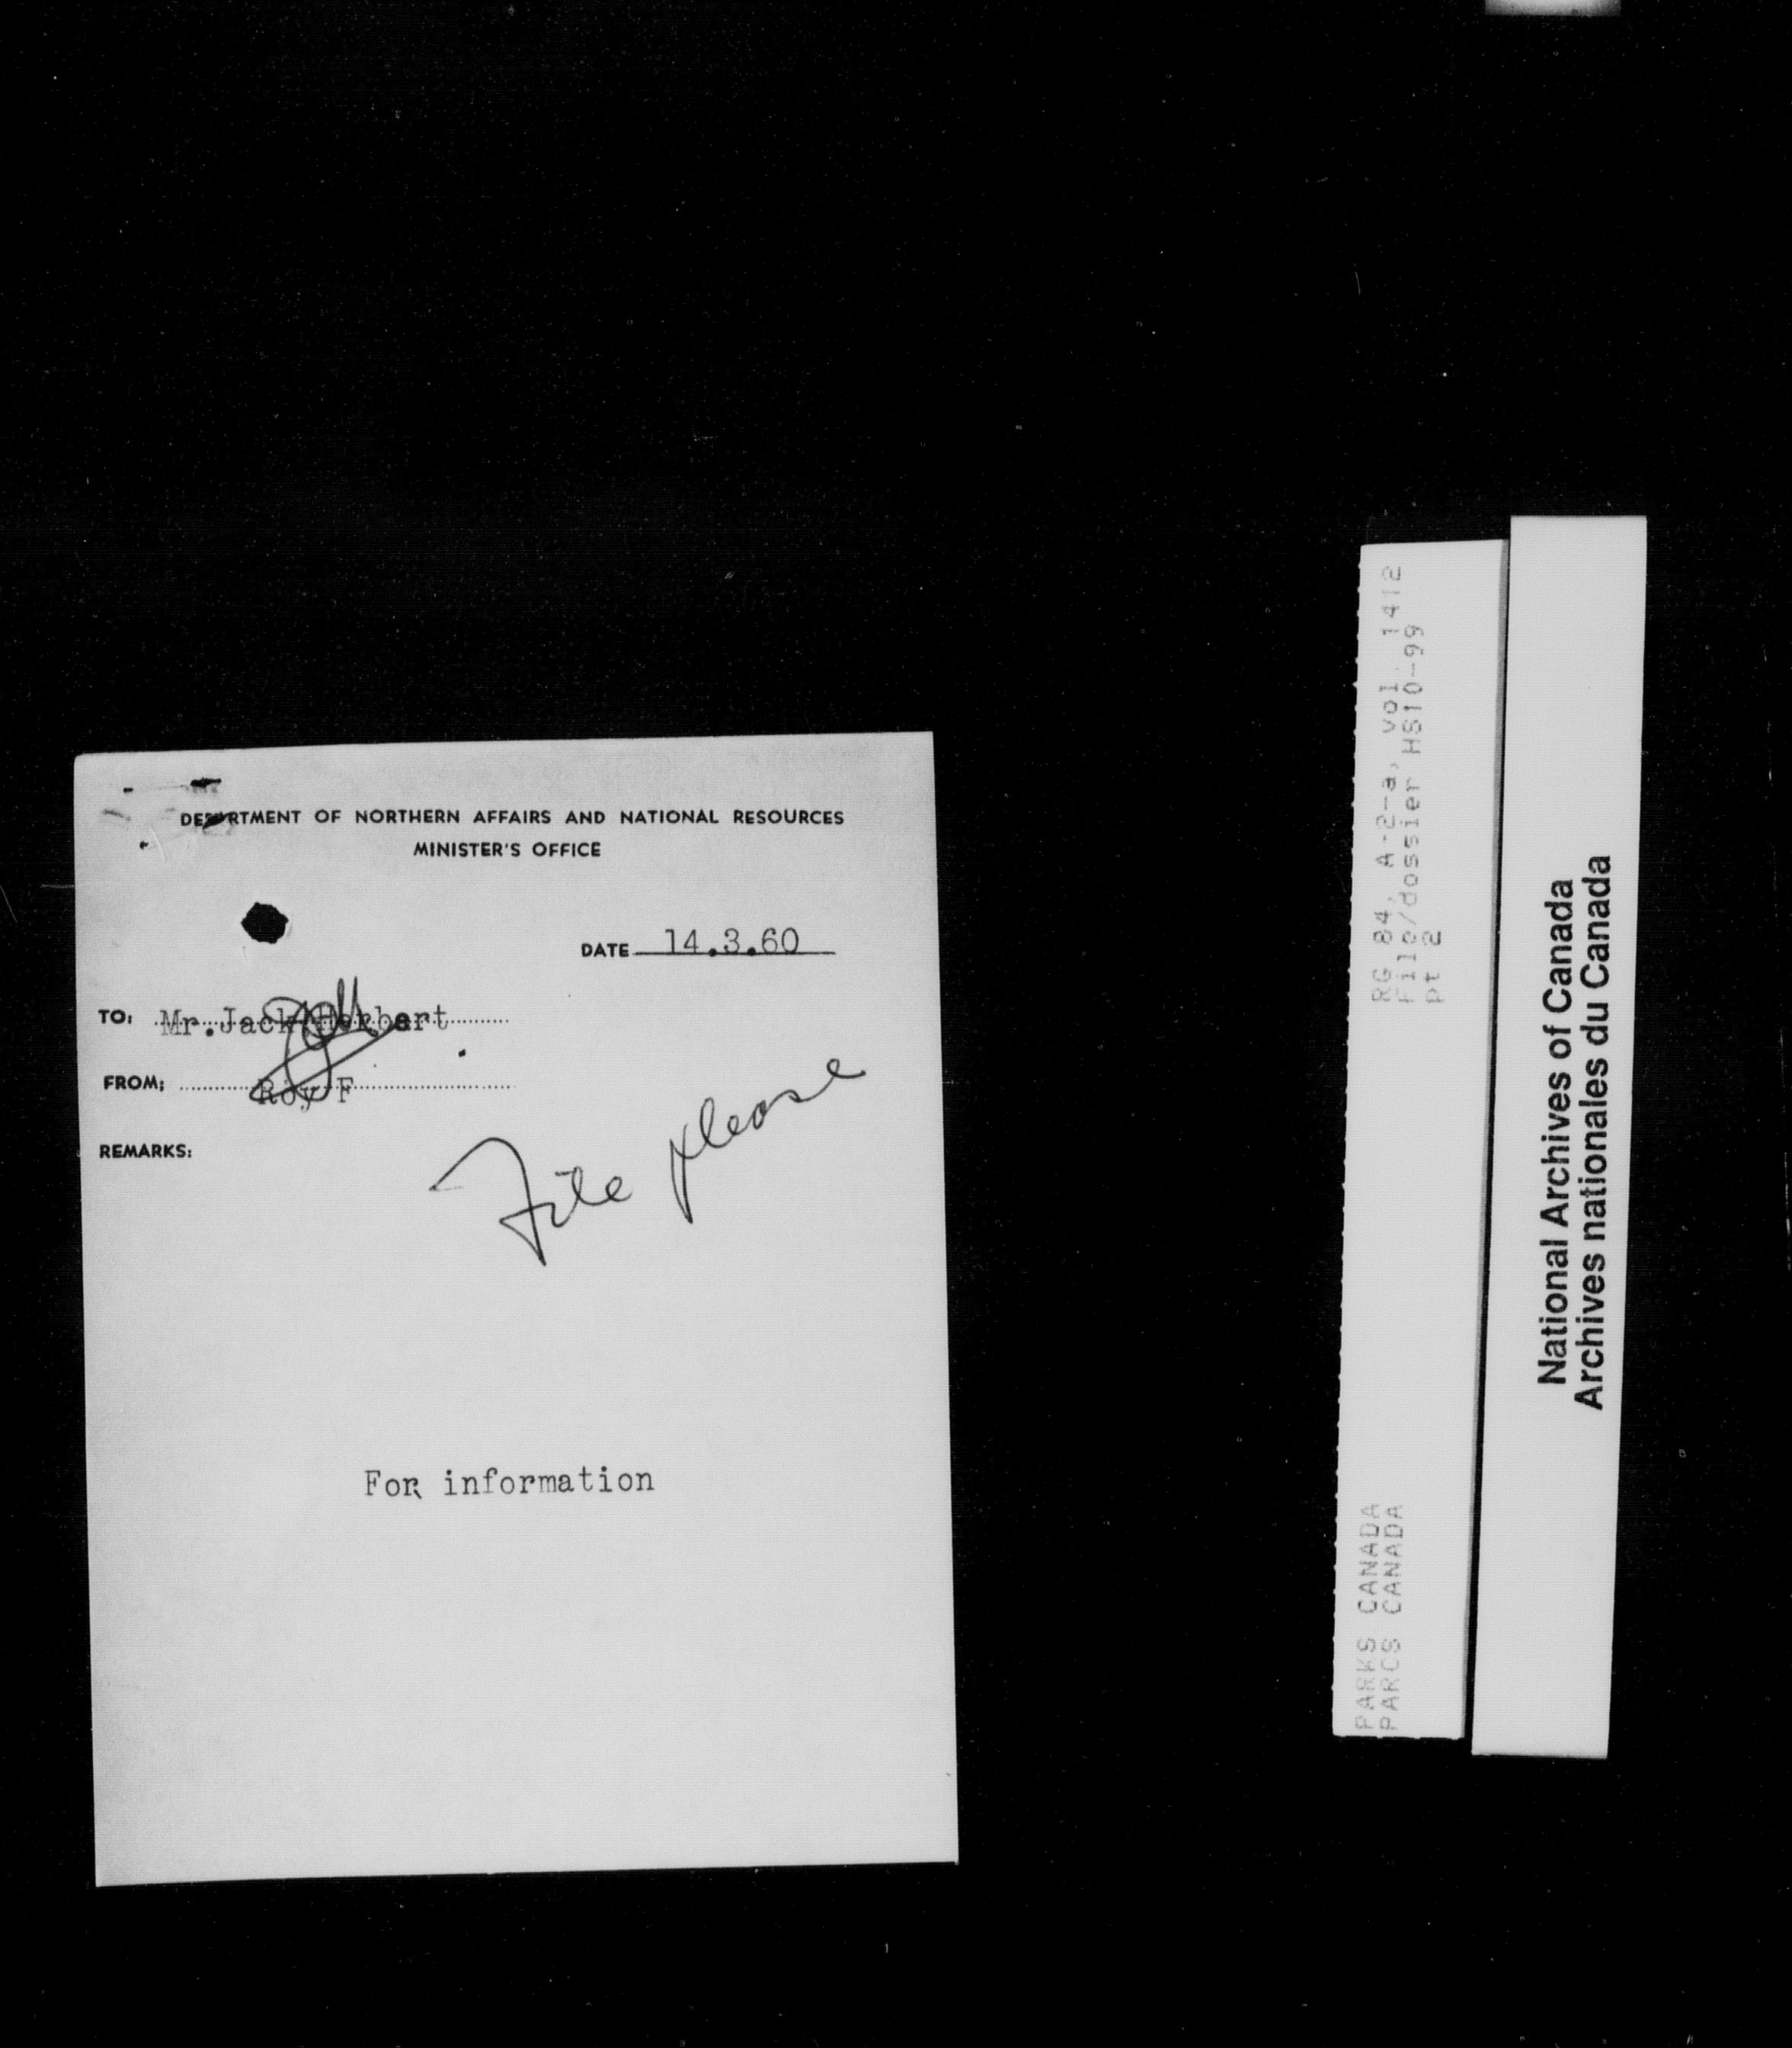 DEPARTMENT OF NORTHERN AFFAIRS AND NATIONAL RESOURCES
MINISTER'S OFFICE
DATE 14.3.60
TO: Mr.Jack Herbert
FROM: Roy F
REMARKS:
File please
For information
RG 84, A-2-a, vol. 1412
File/dossier HS10-99
pt 2
PARKS CANADA
PARCS CANADA
National Archives of Canada
Archives nationales du Canada